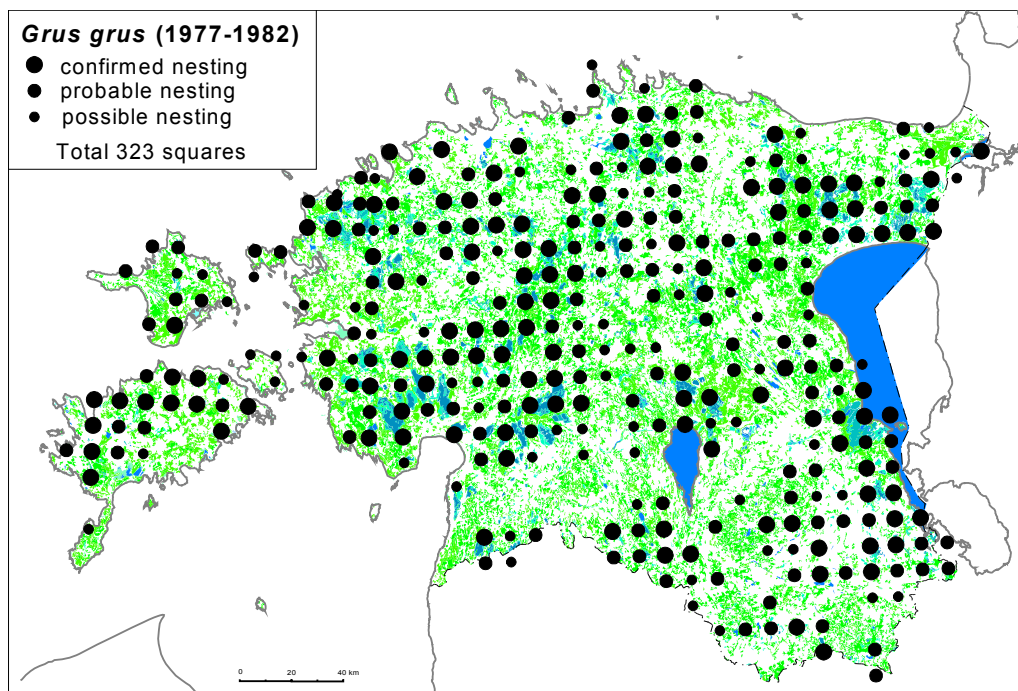 Grus grus (1977-1982)
confirmed nesting
probable nesting
possible nesting
Total 323 squares
0 20 40 km